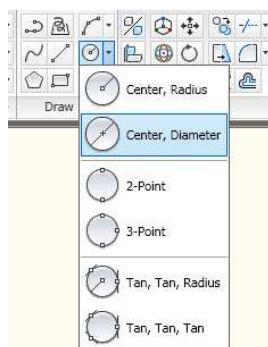 Draw
Center, Radius
Center, Diameter
2-Point
3-Point
Tan, Tan, Radius
Tan, Tan, Tan